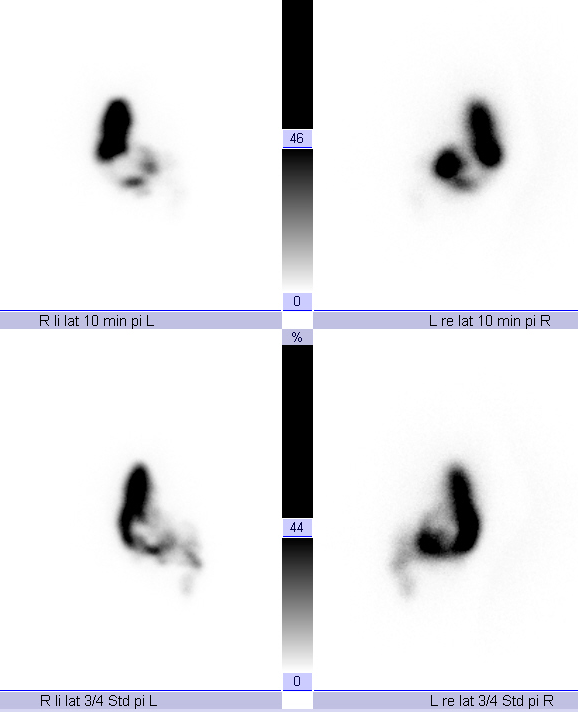 46
0
R li lat 10 min pi L
L re lat 10 min pi R
%
44
0
R li lat 3/4 Std pi L
L re lat 3/4 Std pi R